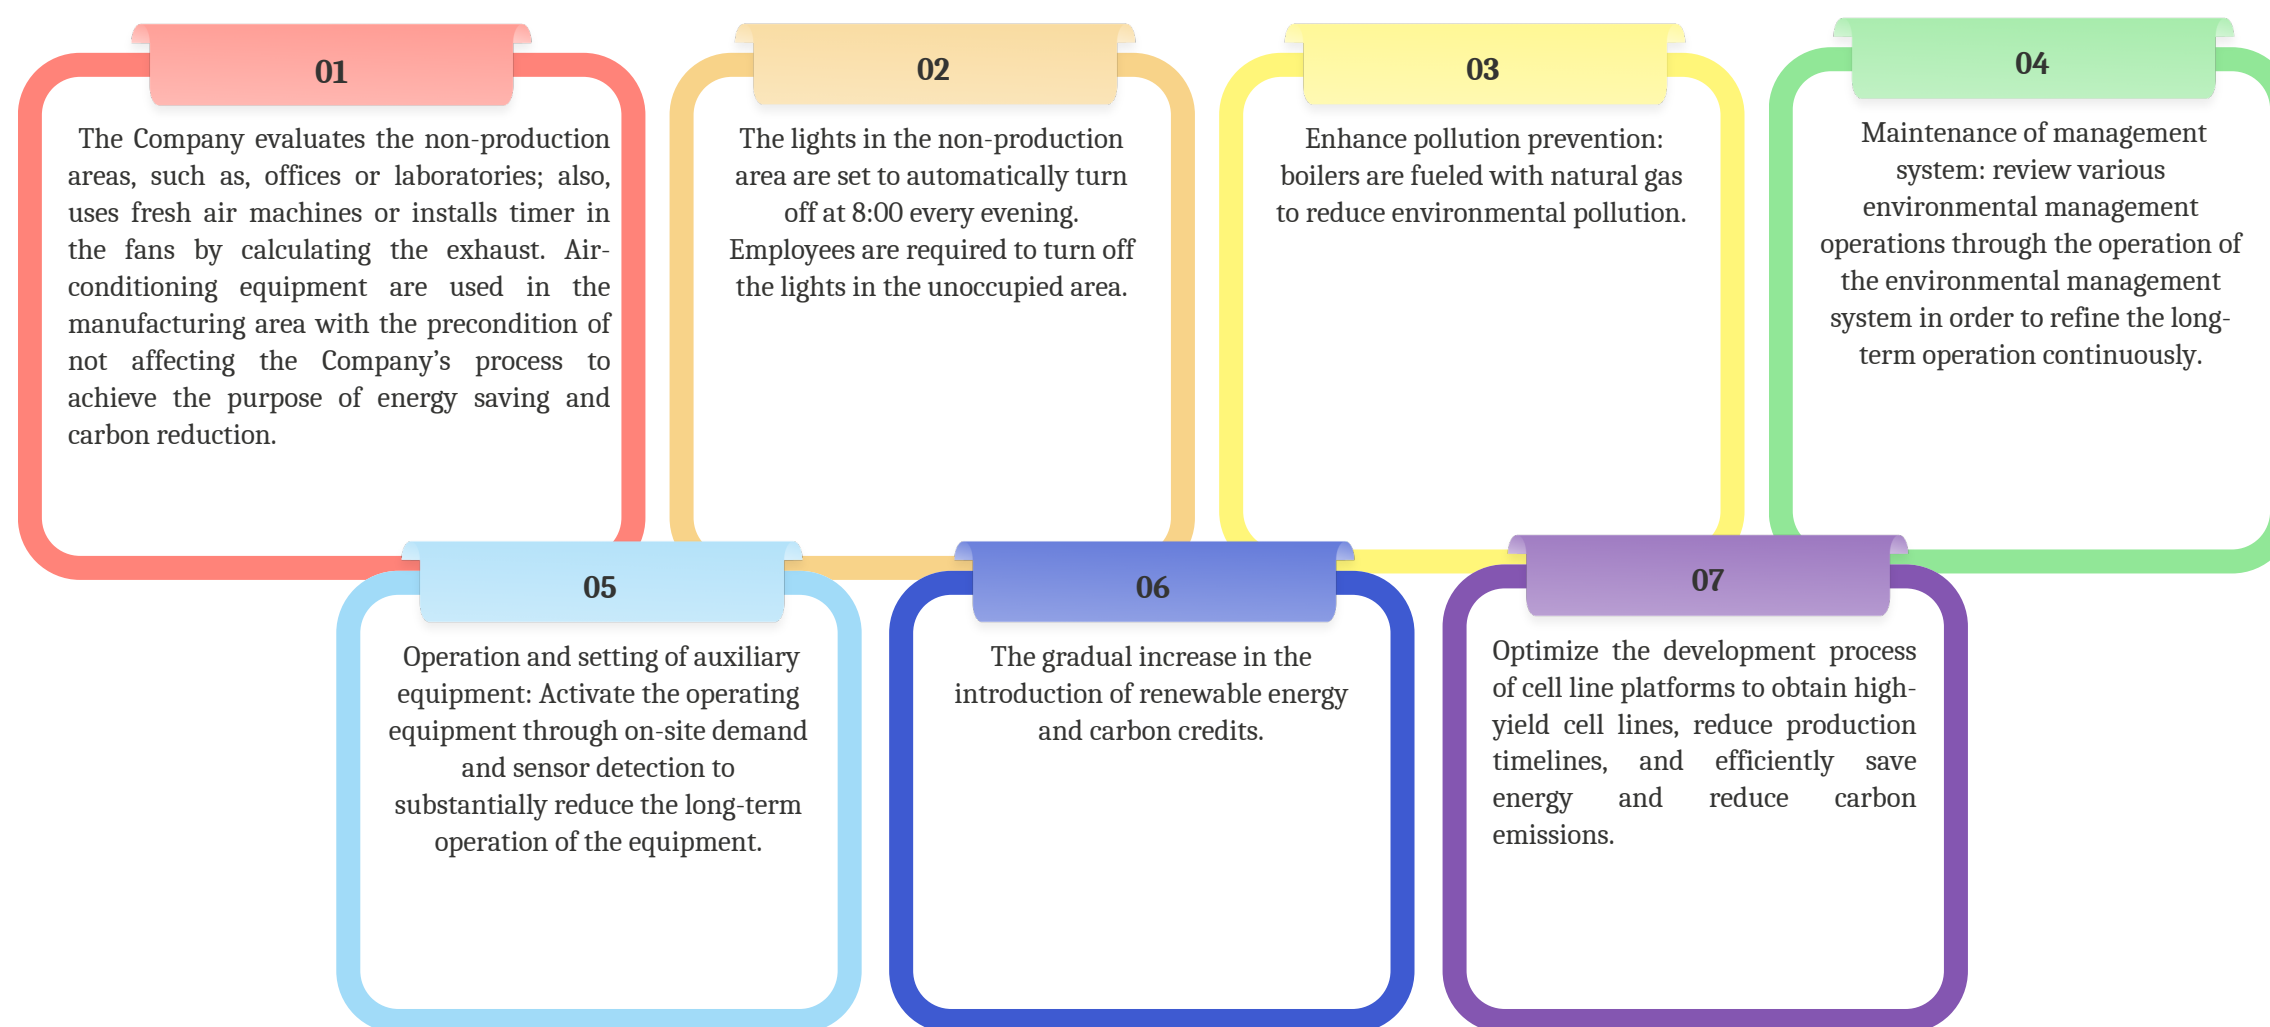 01
The Company evaluates the non-production
areas, such as, offices or laboratories; also,
uses fresh air machines or installs timer in
the fans by calculating the exhaust. Air-
conditioning equipment are used in the
manufacturing area with the precondition of
not affecting the Company’s process to
achieve the purpose of energy saving and
carbon reduction.
02
The lights in the non-production
area are set to automatically turn
off at 8:00 every evening.
Employees are required to turn off
the lights in the unoccupied area.
03
Enhance pollution prevention:
boilers are fueled with natural gas
to reduce environmental pollution.
04
Maintenance of management
system: review various
environmental management
operations through the operation of
the environmental management
system in order to refine the long-
term operation continuously.
05
Operation and setting of auxiliary
equipment: Activate the operating
equipment through on-site demand
and sensor detection to
substantially reduce the long-term
operation of the equipment.
06
The gradual increase in the
introduction of renewable energy
and carbon credits.
07
Optimize the development process
of cell line platforms to obtain high-
yield cell lines, reduce production
timelines, and efficiently save
energy and reduce carbon
emissions.